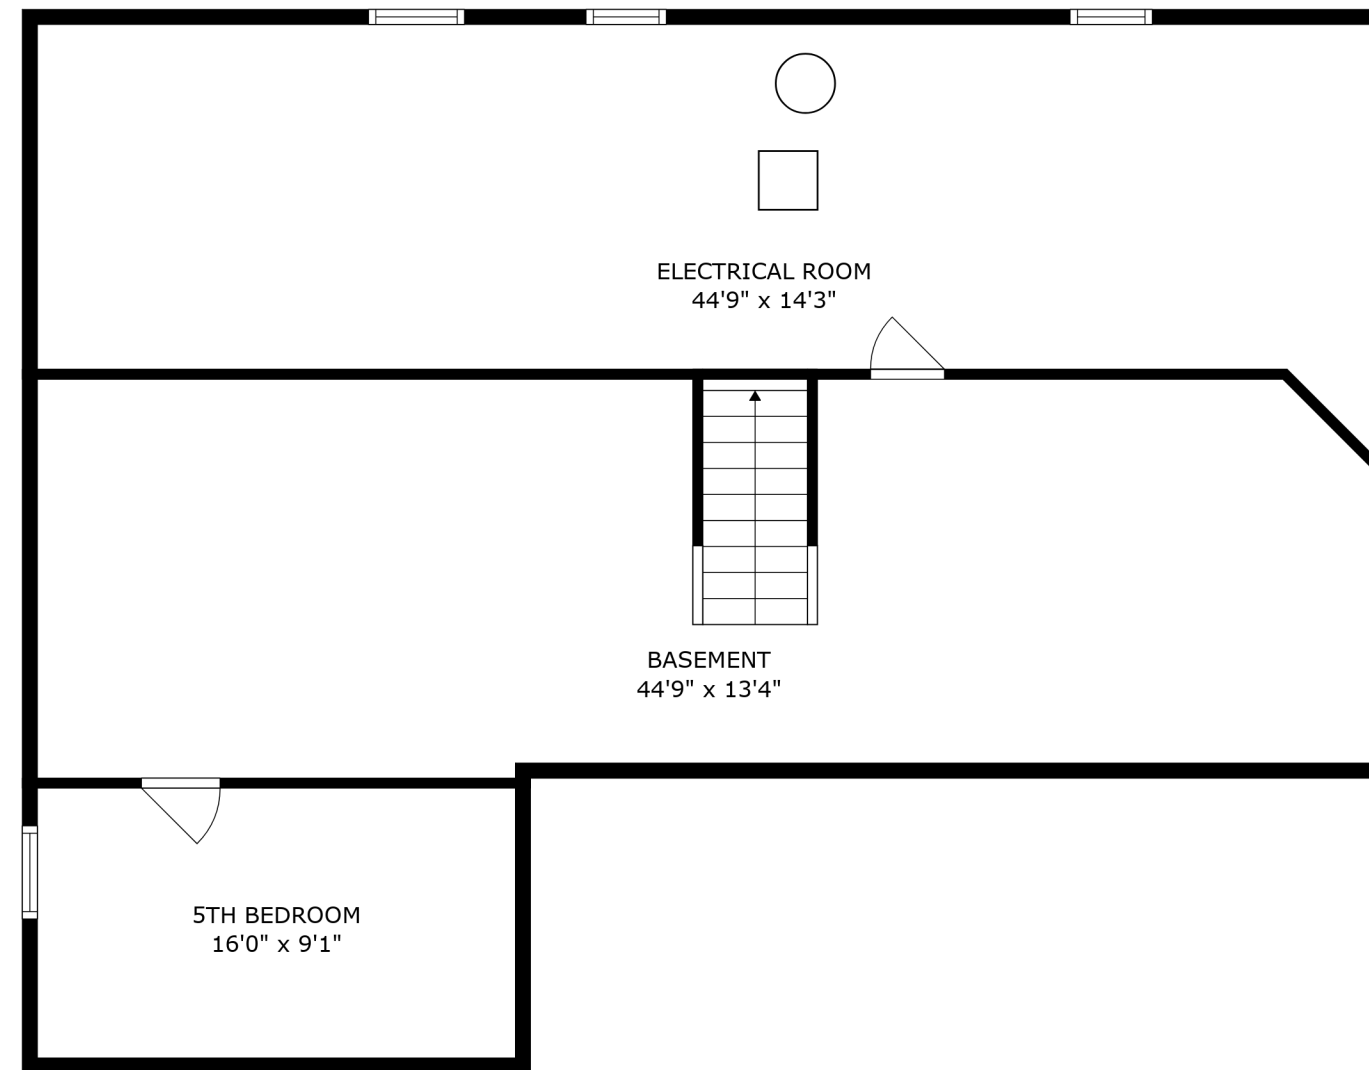 ELECTRICAL ROOM
44'9" x 14'3"
BASEMENT
44'9" x 13'4"
5TH BEDROOM
16'0" x 9'1"